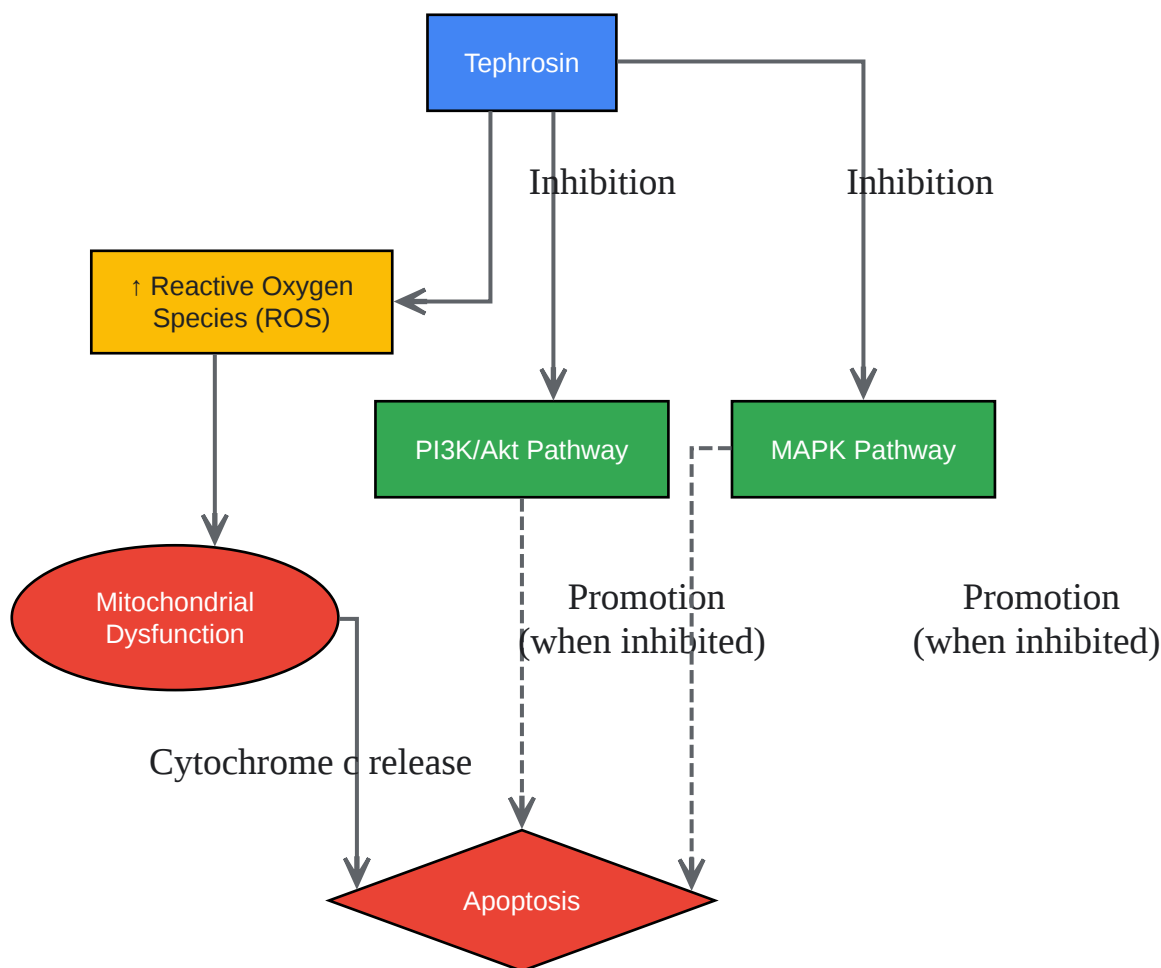 Tephrosin
Inhibition
Inhibition
↑ Reactive Oxygen
Species (ROS)
PI3K/Akt Pathway
MAPK Pathway
Mitochondrial
Dysfunction
Promotion
(when inhibited)
Promotion
(when inhibited)
Cytochrome c release
Apoptosis